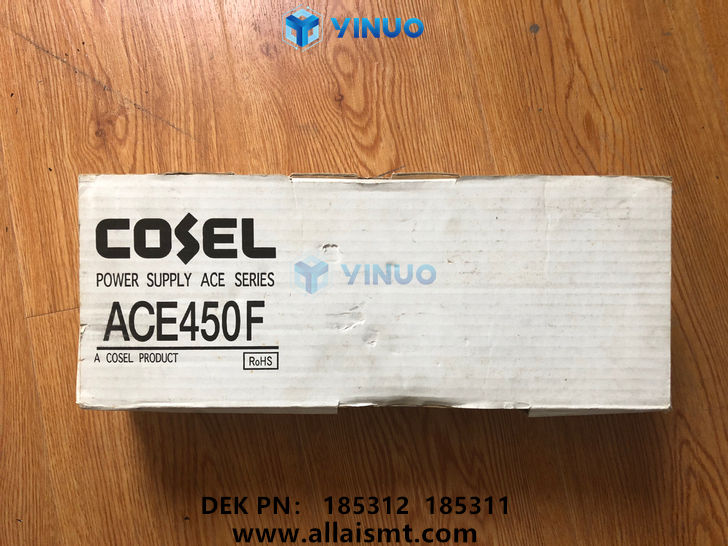 YINUO
COSEL
POWER SUPPLY ACE SERIES
YINUO
ACE450F
A COSEL PRODUCT
RoHS
DEK PN： 185312 185311
www.allaismt.com